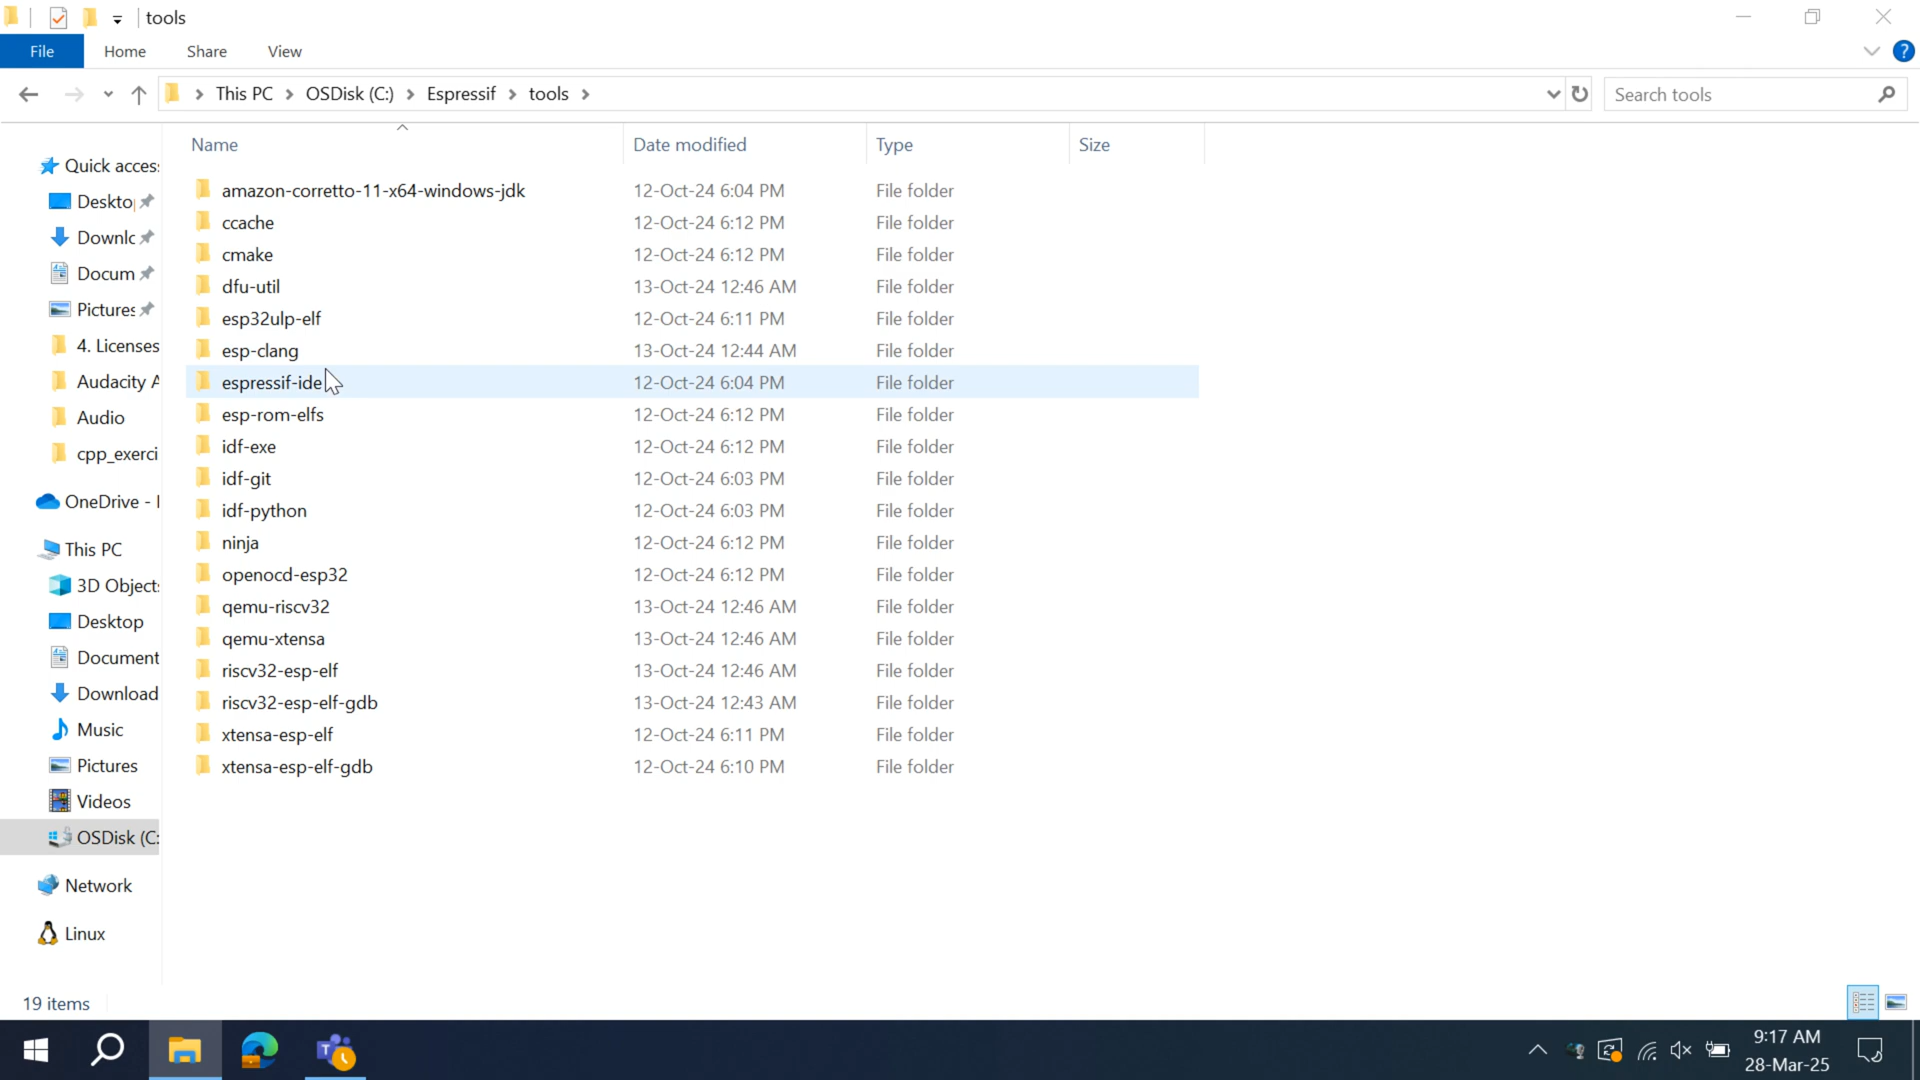 tools
File Home Share View
This PC OSDisk (C:) Espressif tools
Search tools
Name Date modified Type Size
Quick acces
Deskto
Downlc
Docum
Pictures
4. Licenses
Audacity A
Audio
cpp_exerci
OneDrive -
This PC
3D Object
Desktop
Document
Download
Music
Pictures
Videos
OSDisk (C:
Network
Linux
amazon-corretto-11-x64-windows-jdk 12-Oct-24 6:04 PM File folder
ccache 12-Oct-24 6:12 PM File folder
cmake 12-Oct-24 6:12 PM File folder
dfu-util 13-Oct-24 12:46 AM File folder
esp32ulp-elf 12-Oct-24 6:11 PM File folder
esp-clang 13-Oct-24 12:44 AM File folder
espressif-ide 12-Oct-24 6:04 PM File folder
esp-rom-elfs 12-Oct-24 6:12 PM File folder
idf-exe 12-Oct-24 6:12 PM File folder
idf-git 12-Oct-24 6:03 PM File folder
idf-python 12-Oct-24 6:03 PM File folder
ninja 12-Oct-24 6:12 PM File folder
openocd-esp32 12-Oct-24 6:12 PM File folder
qemu-riscv32 13-Oct-24 12:46 AM File folder
qemu-xtensa 13-Oct-24 12:46 AM File folder
riscv32-esp-elf 13-Oct-24 12:46 AM File folder
riscv32-esp-elf-gdb 13-Oct-24 12:43 AM File folder
xtensa-esp-elf 12-Oct-24 6:11 PM File folder
xtensa-esp-elf-gdb 12-Oct-24 6:10 PM File folder
19 items
9:17 AM
28-Mar-25